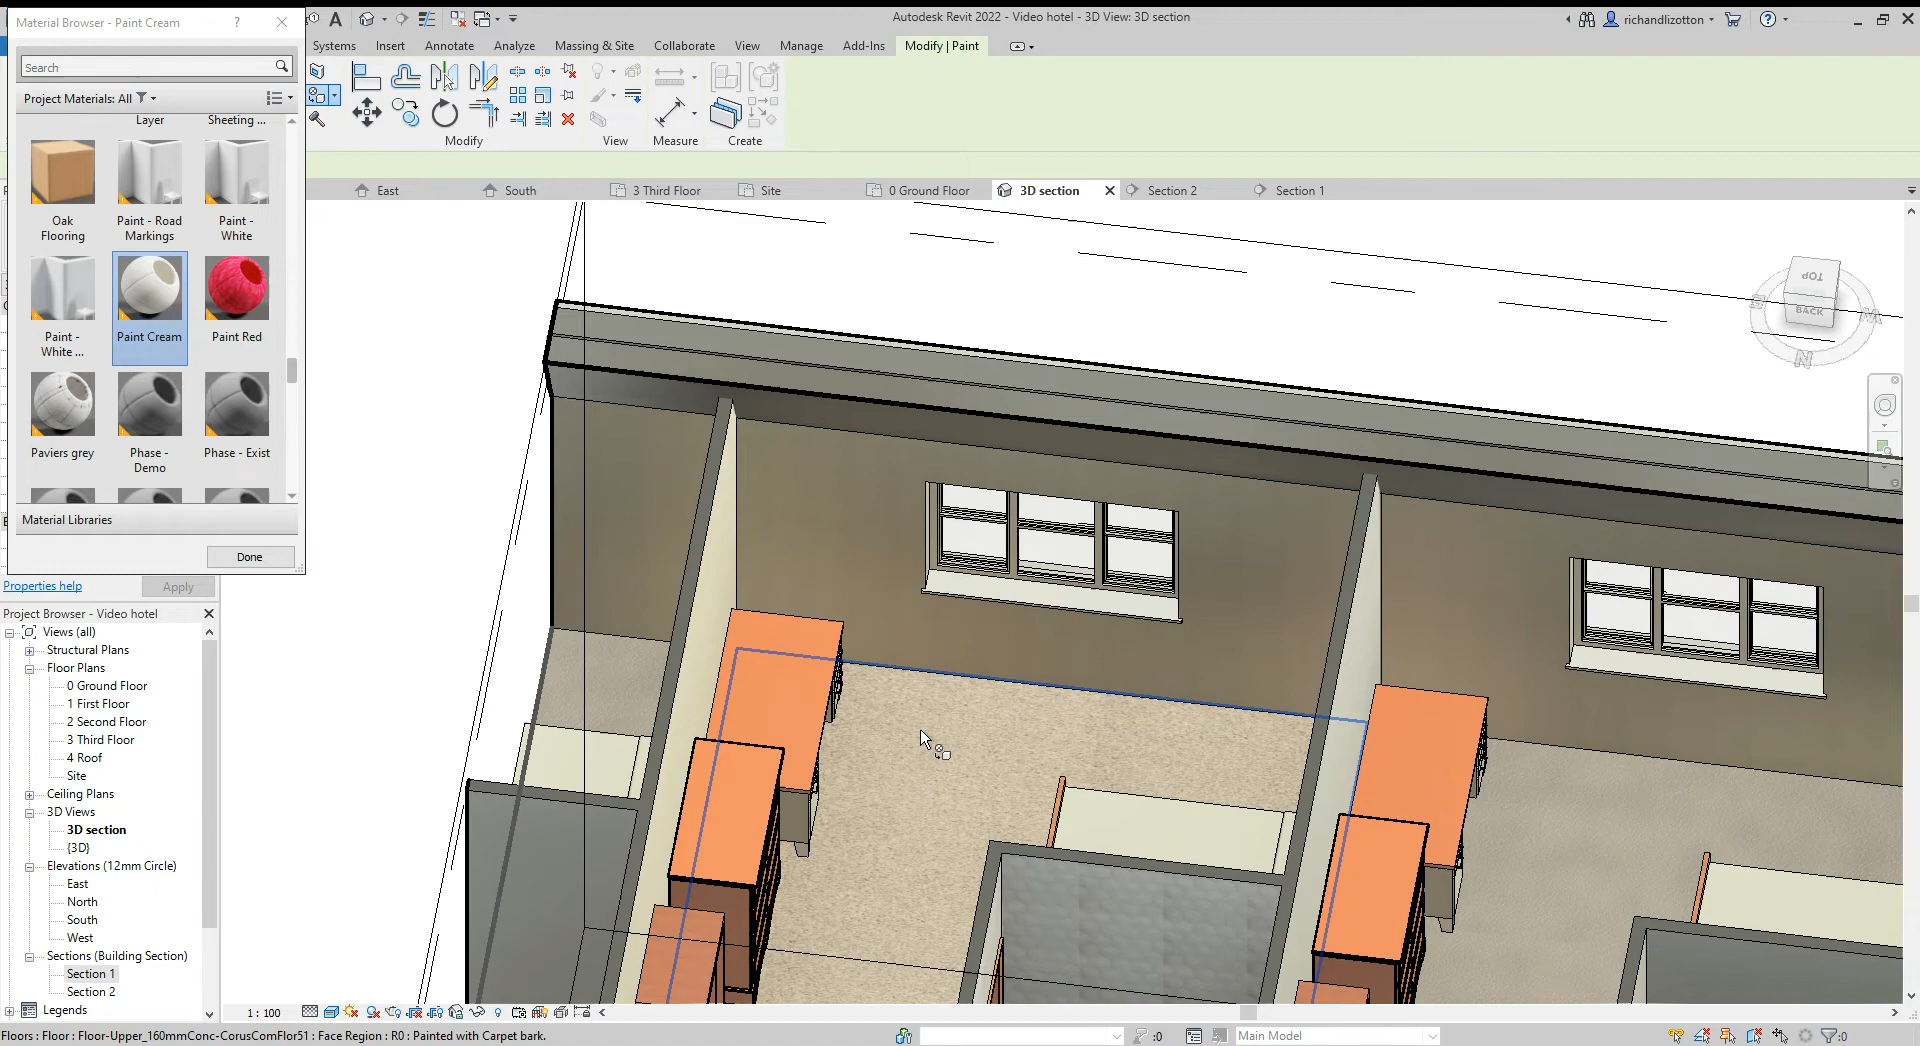 Material Browser - Paint Cream
?
Autodesk Revit 2022 - Video hotel - 3D View: 3D section
richandlizotton
Systems Insert Annotate Analyze Massing & Site Collaborate View Manage Add-Ins Modify | Paint
Search
Project Materials: All
Modify View Measure Create
Layer Sheeting ...
Oak Flooring
Paint - Road Markings
Paint - White
Paint - White ...
Paint Cream
Paint Red
Paviers grey
Phase - Demo
Phase - Exist
Material Libraries
Done
East South 3 Third Floor Site 0 Ground Floor 3D section Section 2 Section 1
TOP
BACK
N
W
Properties help
Apply
Project Browser - Video hotel
Views (all)
Structural Plans
Floor Plans
0 Ground Floor
1 First Floor
2 Second Floor
3 Third Floor
4 Roof
Site
Ceiling Plans
3D Views
3D section
{3D}
Elevations (12mm Circle)
East
North
South
West
Sections (Building Section)
Section 1
Section 2
Legends
1 : 100
Floors : Floor : Floor-Upper_160mmConc-CorusComFlor51 : Face Region : R0 : Painted with Carpet bark.
:0
Main Model
:0